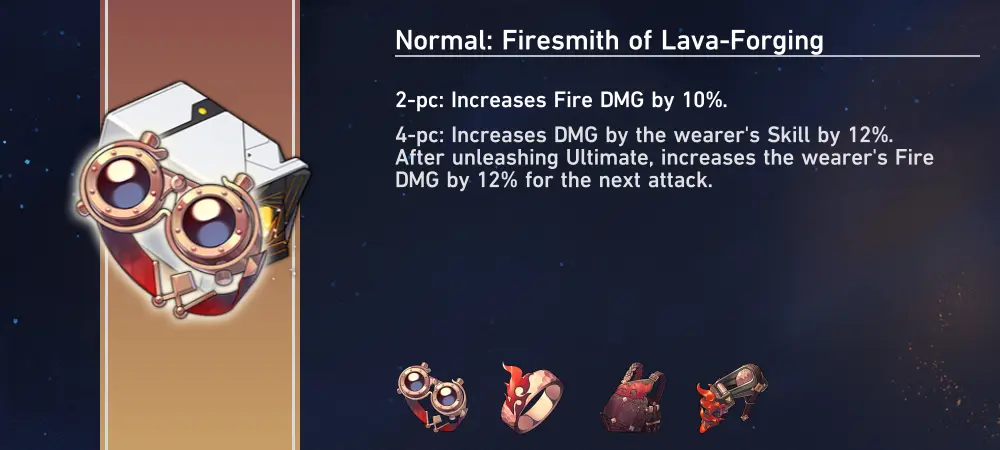 Normal: Firesmith of Lava-Forging
2-pc: Increases Fire DMG by 10%.
4-pc: Increases DMG by the wearer's Skill by 12%.
After unleashing Ultimate, increases the wearer's Fire
DMG by 12% for the next attack.